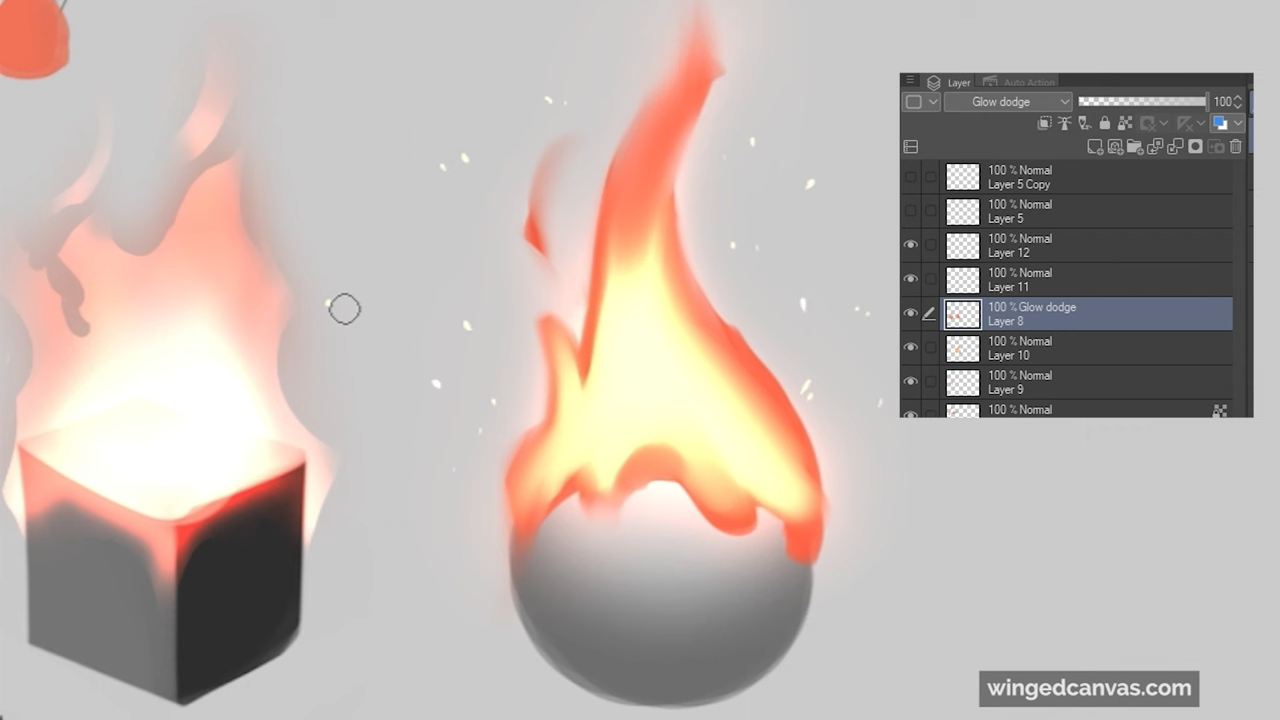 Layer
Auto Action
Glow dodge
100
100 % Normal
Layer 5 Copy
100 % Normal
Layer 5
100 % Normal
Layer 12
100 % Normal
Layer 11
100 % Glow dodge
Layer 8
100 % Normal
Layer 10
100 % Normal
Layer 9
100 % Normal
wingedcanvas.com